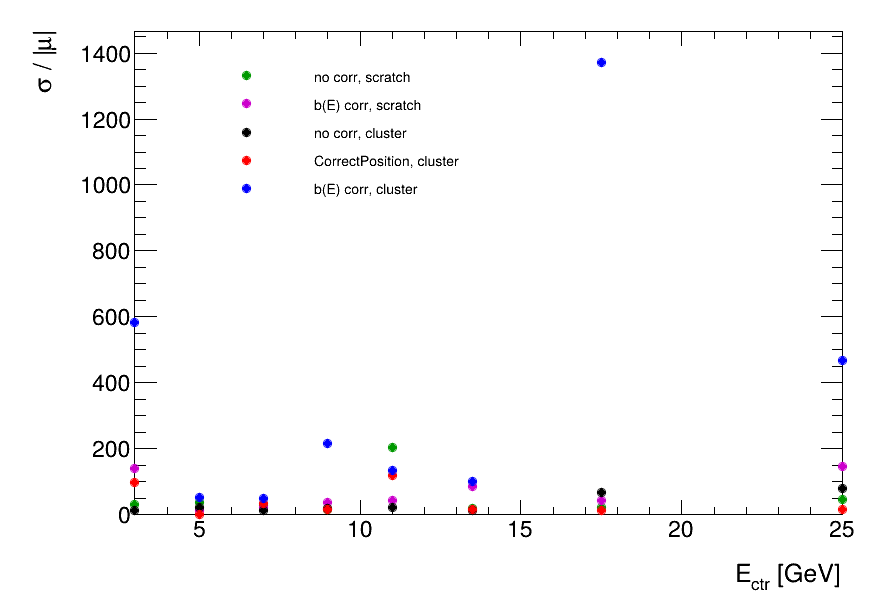 σ / |μ|
1400
1200
1000
800
600
400
200
0
no corr, scratch
b(E) corr, scratch
no corr, cluster
CorrectPosition, cluster
b(E) corr, cluster
5 10 15 20 25
E_ctr [GeV]